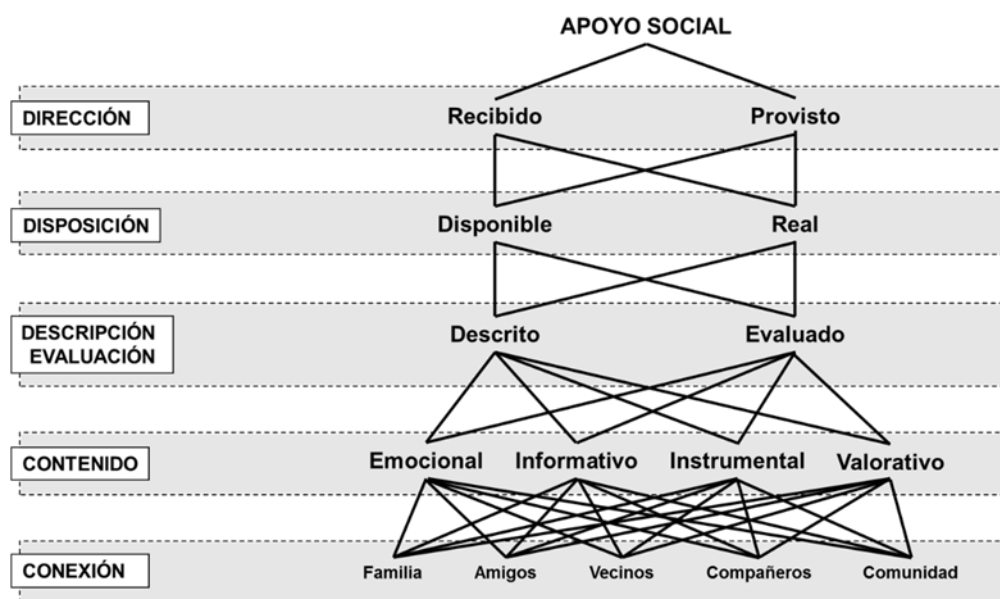 APOYO SOCIAL
DIRECCIÓN
Recibido
Provisto
DISPOSICIÓN
Disponible
Real
DESCRIPCIÓN
EVALUACIÓN
Descrito
Evaluado
CONTENIDO
Emocional
Informativo
Instrumental
Valorativo
CONEXIÓN
Familia
Amigos
Vecinos
Compañeros
Comunidad